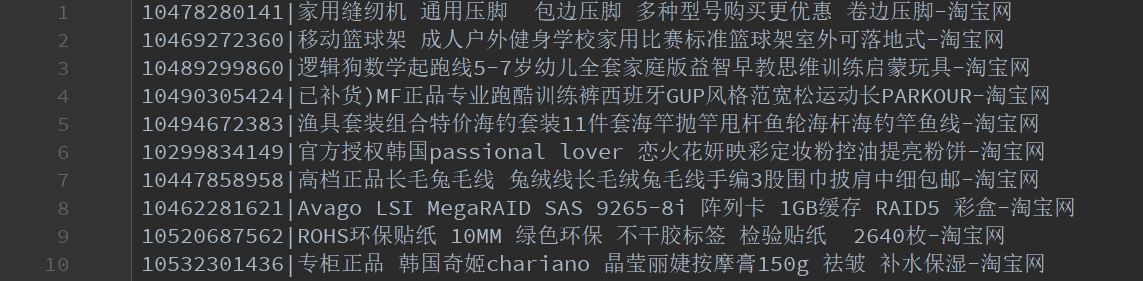 1 10478280141|家用缝纫机 通用压脚  包边压脚 多种型号购买更优惠 卷边压脚-淘宝网
2 10469272360|移动篮球架 成人户外健身学校家用比赛标准篮球架室外可落地式-淘宝网
3 10489299860|逻辑狗数学起跑线5-7岁幼儿全套家庭版益智早教思维训练启蒙玩具-淘宝网
4 10490305424|已补货)MF正品专业跑酷训练裤西班牙GUP风格范宽松运动长PARKOUR-淘宝网
5 10494672383|渔具套装组合特价海钓套装11件套海竿抛竿甩杆鱼轮海杆海钓竿鱼线-淘宝网
6 10299834149|官方授权韩国passional lover 恋火花妍映彩定妆粉控油提亮粉饼-淘宝网
7 10447858958|高档正品长毛兔毛线 兔绒线长毛绒兔毛线手编3股围巾披肩中细包邮-淘宝网
8 10462281621|Avago LSI MegaRAID SAS 9265-8i 阵列卡 1GB缓存 RAID5 彩盒-淘宝网
9 10520687562|ROHS环保贴纸 10MM 绿色环保 不干胶标签 检验贴纸  2640枚-淘宝网
10 10532301436|专柜正品 韩国奇姬chariano 晶莹丽婕按摩膏150g 祛皱 补水保湿-淘宝网